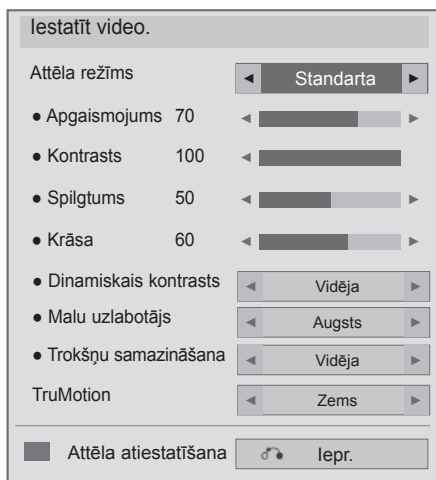 Iestatīt video.
Attēla režīms ◄ Standarta ►
● Apgaismojums 70 ◄ ►
● Kontrasts 100 ◄
● Spilgtums 50 ◄ ►
● Krāsa 60 ◄ ►
● Dinamiskais kontrasts ◄ Vidēja ►
● Malu uzlabotājs ◄ Augsts ►
● Trokšņu samazināšana ◄ Vidēja ►
TruMotion ◄ Zems ►
Attēla atiestatīšana Iepr.